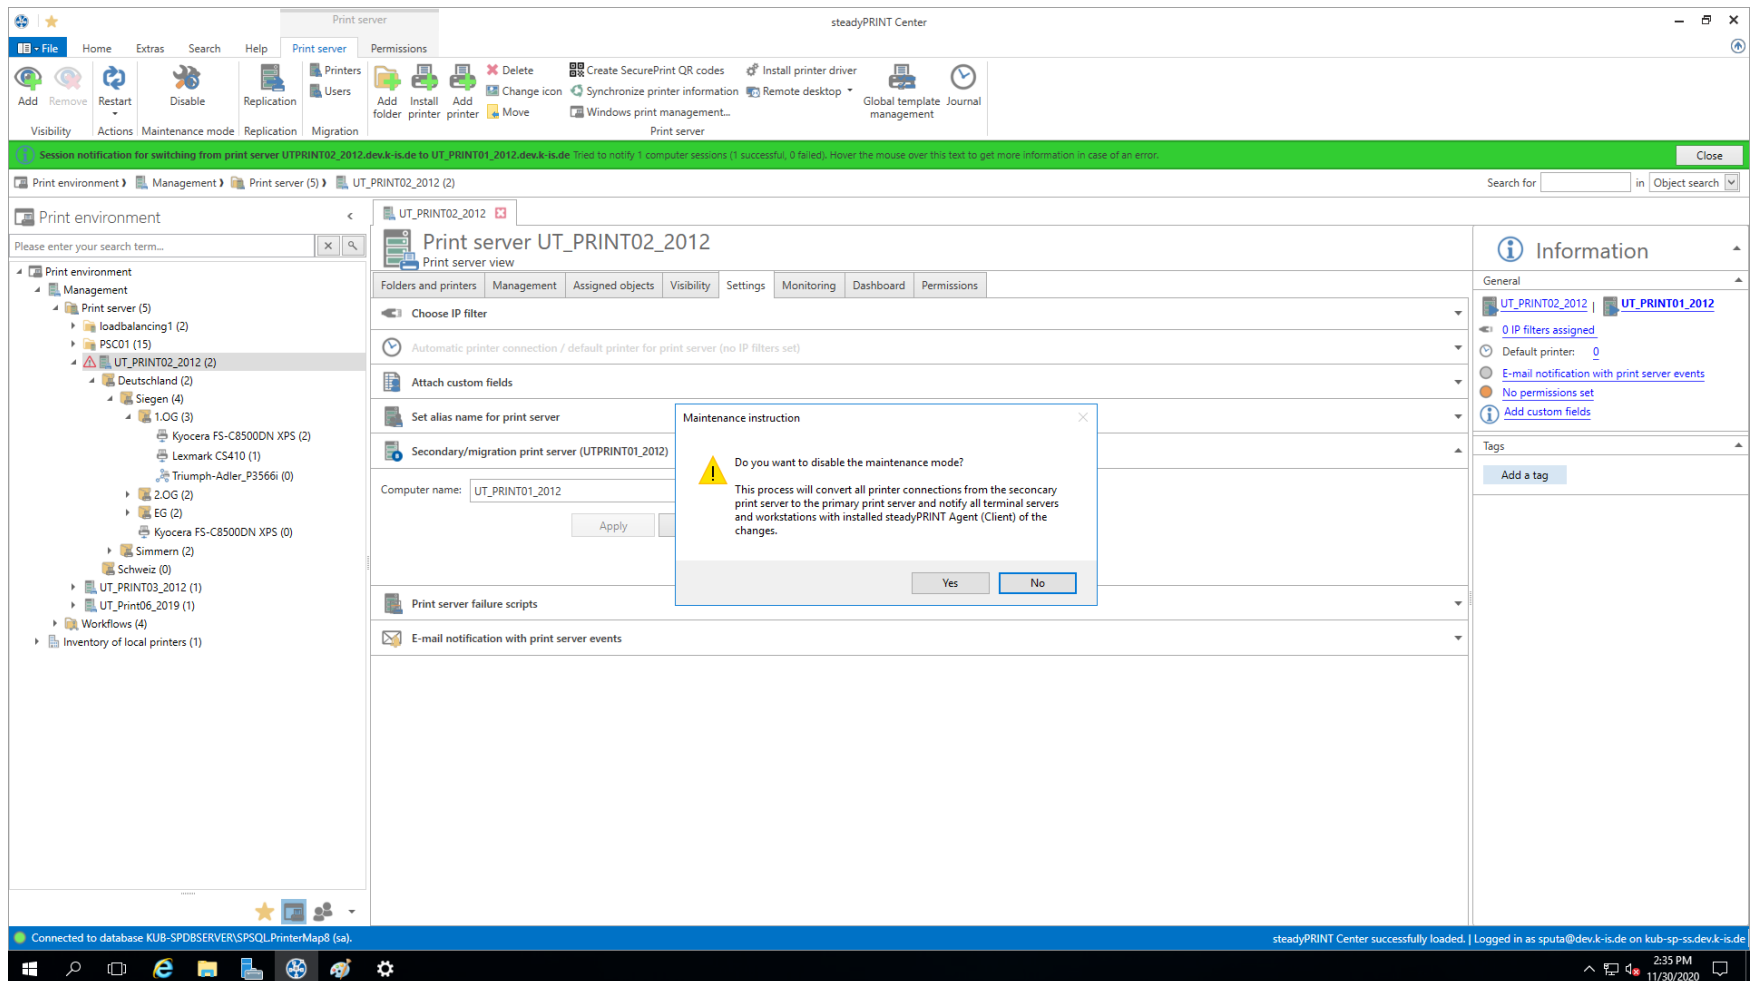 Print server
steadyPRINT Center
File Home Extras Search Help Print server Permissions
Add
Remove
Visibility
Restart
Actions
Disable
Maintenance mode
Replication
Replication
Printers
Users
Migration
Add folder
Install printer
Add printer
Delete
Change icon
Move
Create SecurePrint QR codes
Synchronize printer information
Windows print management...
Install printer driver
Remote desktop
Global template management
Journal
Print server
Session notification for switching from print server UTPRINT02_2012.dev.k-is.de to UT_PRINT01_2012.dev.k-is.de Tried to notify 1 computer sessions (1 successful, 0 failed). Hover the mouse over this text to get more information in case of an error.
Close
Print environment Management Print server (5) UT_PRINT02_2012 (2)
Search for in Object search
Print environment
Please enter your search term...
Print environment
Management
Print server (5)
loadbalancing1 (2)
PSC01 (15)
UT_PRINT02_2012 (2)
Deutschland (2)
Siegen (4)
1.OG (3)
Kyocera FS-C8500DN XPS (2)
Lexmark CS410 (1)
Triumph-Adler_P3566i (0)
2.OG (2)
EG (2)
Kyocera FS-C8500DN XPS (0)
Simmern (2)
Schweiz (0)
UT_PRINT03_2012 (1)
UT_Print06_2019 (1)
Workflows (4)
Inventory of local printers (1)
UT_PRINT02_2012
Print server UT_PRINT02_2012
Print server view
Folders and printers Management Assigned objects Visibility Settings Monitoring Dashboard Permissions
Choose IP filter
Automatic printer connection / default printer for print server (no IP filters set)
Attach custom fields
Set alias name for print server
Secondary/migration print server (UTPRINT01_2012)
Computer name: UT_PRINT01_2012
Apply
Print server failure scripts
E-mail notification with print server events
Maintenance instruction
Do you want to disable the maintenance mode?
This process will convert all printer connections from the seconcary
print server to the primary print server and notify all terminal servers
and workstations with installed steadyPRINT Agent (Client) of the
changes.
Yes No
Information
General
UT_PRINT02_2012 | UT_PRINT01_2012
0 IP filters assigned
Default printer: 0
E-mail notification with print server events
No permissions set
Add custom fields
Tags
Add a tag
Connected to database KUB-SPDBSERVER\SPSQL.PrinterMap8 (sa).
steadyPRINT Center successfully loaded. | Logged in as sputa@dev.k-is.de on kub-sp-ss.dev.k-is.de
2:35 PM
11/30/2020